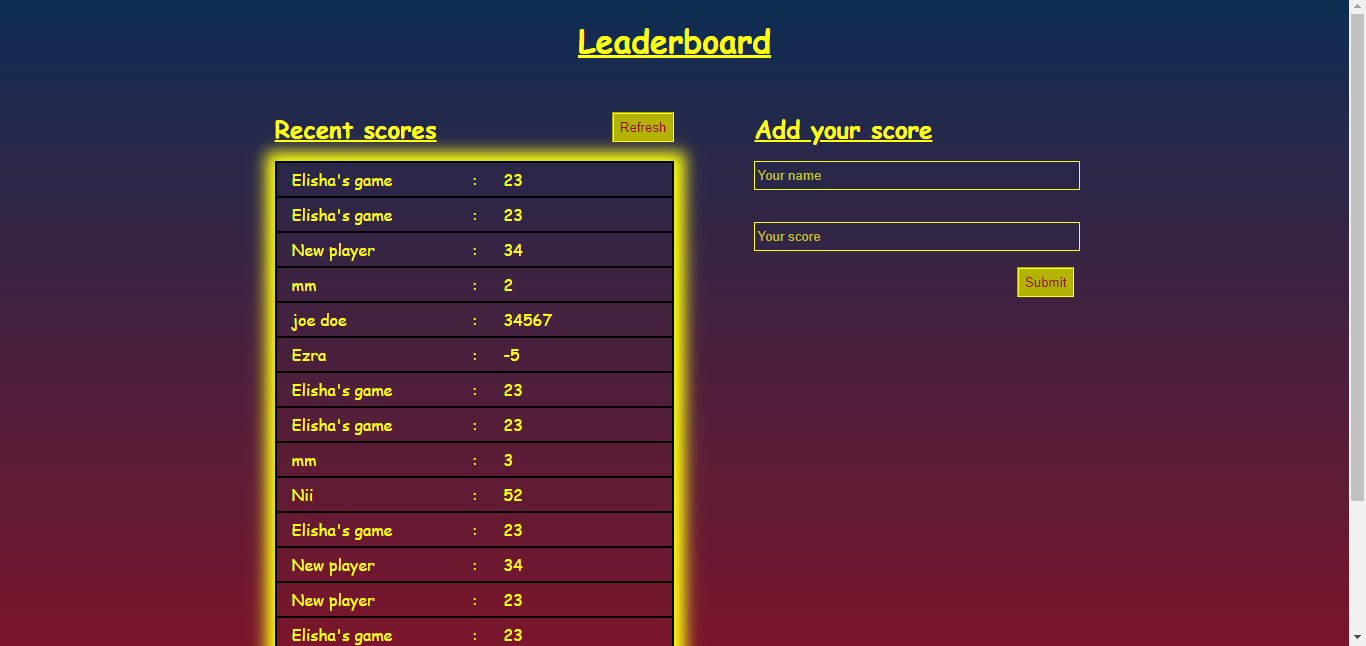 Leaderboard
Recent scores
Refresh
Elisha's game : 23
Elisha's game : 23
New player : 34
mm : 2
joe doe : 34567
Ezra : -5
Elisha's game : 23
Elisha's game : 23
mm : 3
Nii : 52
Elisha's game : 23
New player : 34
New player : 23
Elisha's game : 23
Add your score
Your name
Your score
Submit